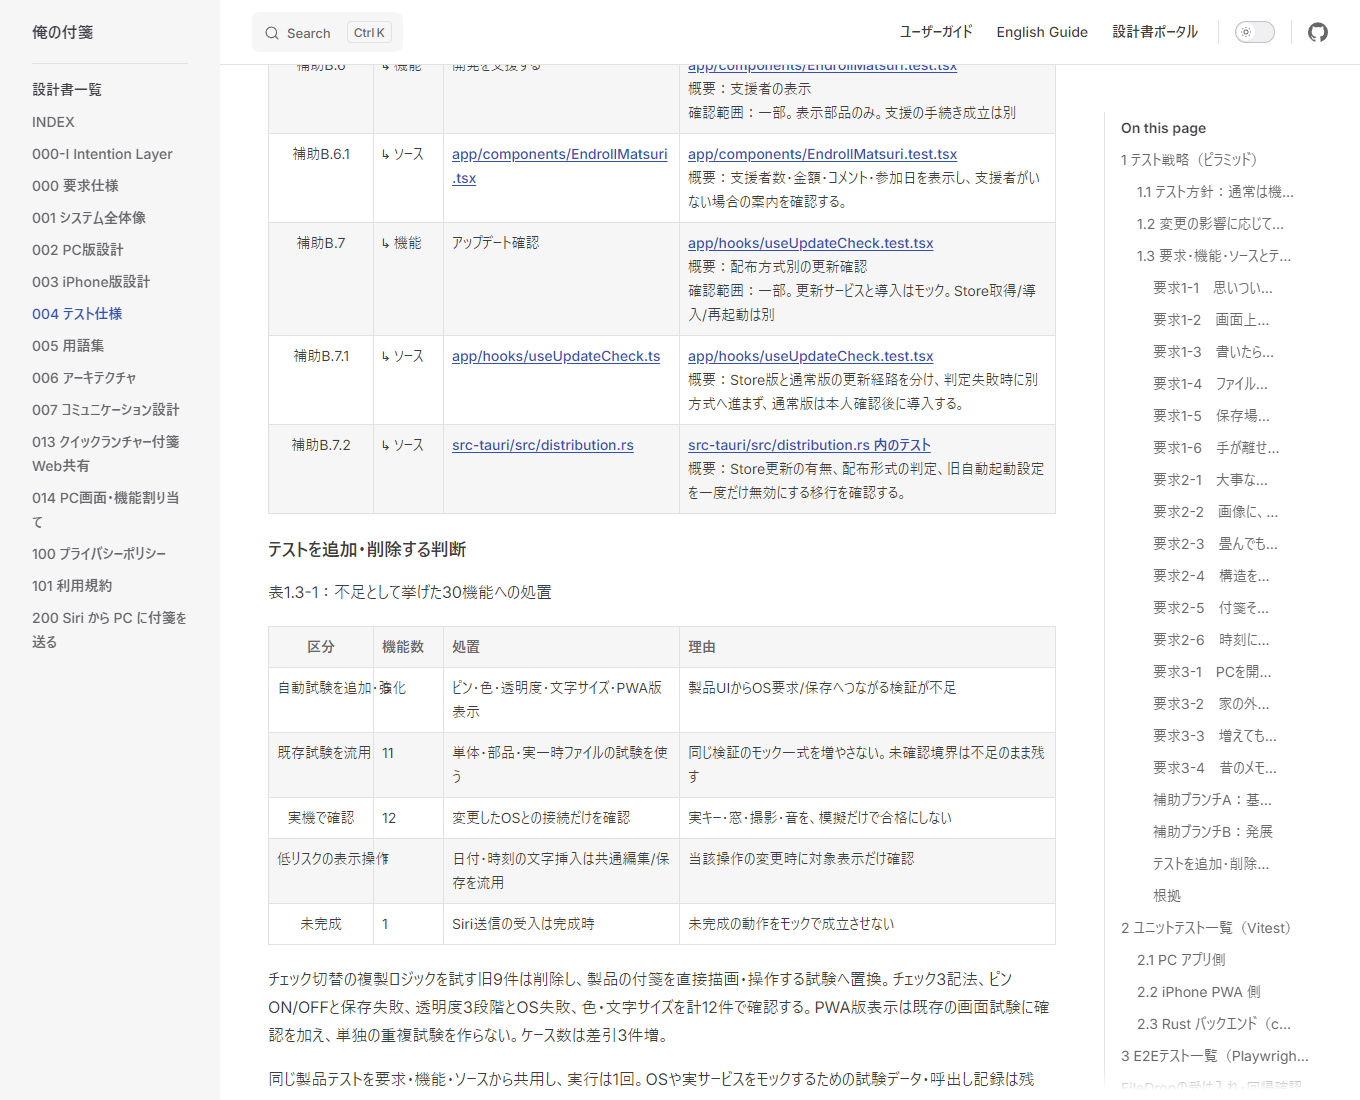 俺の付箋
Search Ctrl K
ユーザーガイド English Guide 設計書ポータル
設計書一覧
INDEX
000-I Intention Layer
000 要求仕様
001 システム全体像
002 PC版設計
003 iPhone版設計
004 テスト仕様
005 用語集
006 アーキテクチャ
007 コミュニケーション設計
013 クイックランチャー付箋
Web共有
014 PC画面・機能割り当
て
100 プライバシーポリシー
101 利用規約
200 Siri から PC に付箋を
送る
補助B.6 ↳ 機能 開発を支援する app/components/EndrollMatsuri.test.tsx
概要：支援者の表示
確認範囲：一部。表示部品のみ。支援の手続き成立は別
補助B.6.1 ↳ ソース app/components/EndrollMatsuri app/components/EndrollMatsuri.test.tsx
.tsx 概要：支援者数・金額・コメント・参加日を表示し、支援者がい
ない場合の案内を確認する。
補助B.7 ↳ 機能 アップデート確認 app/hooks/useUpdateCheck.test.tsx
概要：配布方式別の更新確認
確認範囲：一部。更新サービスと導入はモック。Store取得/導
入/再起動は別
補助B.7.1 ↳ ソース app/hooks/useUpdateCheck.ts app/hooks/useUpdateCheck.test.tsx
概要：Store版と通常版の更新経路を分け、判定失敗時に別
方式へ進まず、通常版は本人確認後に導入する。
補助B.7.2 ↳ ソース src-tauri/src/distribution.rs src-tauri/src/distribution.rs 内のテスト
概要：Store更新の有無、配布形式の判定、旧自動起動設定
を一度だけ無効にする移行を確認する。
テストを追加・削除する判断
表1.3-1：不足として挙げた30機能への処置
区分 機能数 処置 理由
自動試験を追加・強化 ピン・色・透明度・文字サイズ・PWA版 製品UIからOS要求/保存へつながる検証が不足
表示
既存試験を流用 11 単体・部品・実一時ファイルの試験を使 同じ検証のモック一式を増やさない。未確認境界は不足のまま残
う す
実機で確認 12 変更したOSとの接続だけを確認 実キー・窓・撮影・音を、模擬だけで合格にしない
低リスクの表示操作 日付・時刻の文字挿入は共通編集/保 当該操作の変更時に対象表示だけ確認
存を流用
未完成 1 Siri送信の受入は完成時 未完成の動作をモックで成立させない
チェック切替の複製ロジックを試す旧9件は削除し、製品の付箋を直接描画・操作する試験へ置換。チェック3記法、ピン
ON/OFFと保存失敗、透明度3段階とOS失敗、色・文字サイズを計12件で確認する。PWA版表示は既存の画面試験に確
認を加え、単独の重複試験を作らない。ケース数は差引3件増。
同じ製品テストを要求・機能・ソースから共用し、実行は1回。OSや実サービスをモックするための試験データ・呼出し記録は残
On this page
1 テスト戦略（ピラミッド）
1.1 テスト方針：通常は機...
1.2 変更の影響に応じて...
1.3 要求・機能・ソースとテ...
要求1-1　思いつい...
要求1-2　画面上...
要求1-3　書いたら...
要求1-4　ファイル...
要求1-5　保存場...
要求1-6　手が離せ...
要求2-1　大事な...
要求2-2　画像に、...
要求2-3　畳んでも...
要求2-4　構造を...
要求2-5　付箋そ...
要求2-6　時刻に...
要求3-1　PCを開...
要求3-2　家の外...
要求3-3　増えても...
要求3-4　昔のメモ...
補助ブランチA：基...
補助ブランチB：発展
テストを追加・削除...
根拠
2 ユニットテスト一覧（Vitest）
2.1 PC アプリ側
2.2 iPhone PWA 側
2.3 Rust バックエンド（c...
3 E2Eテスト一覧（Playwrigh...
FileDropの受け入れ・回帰確認